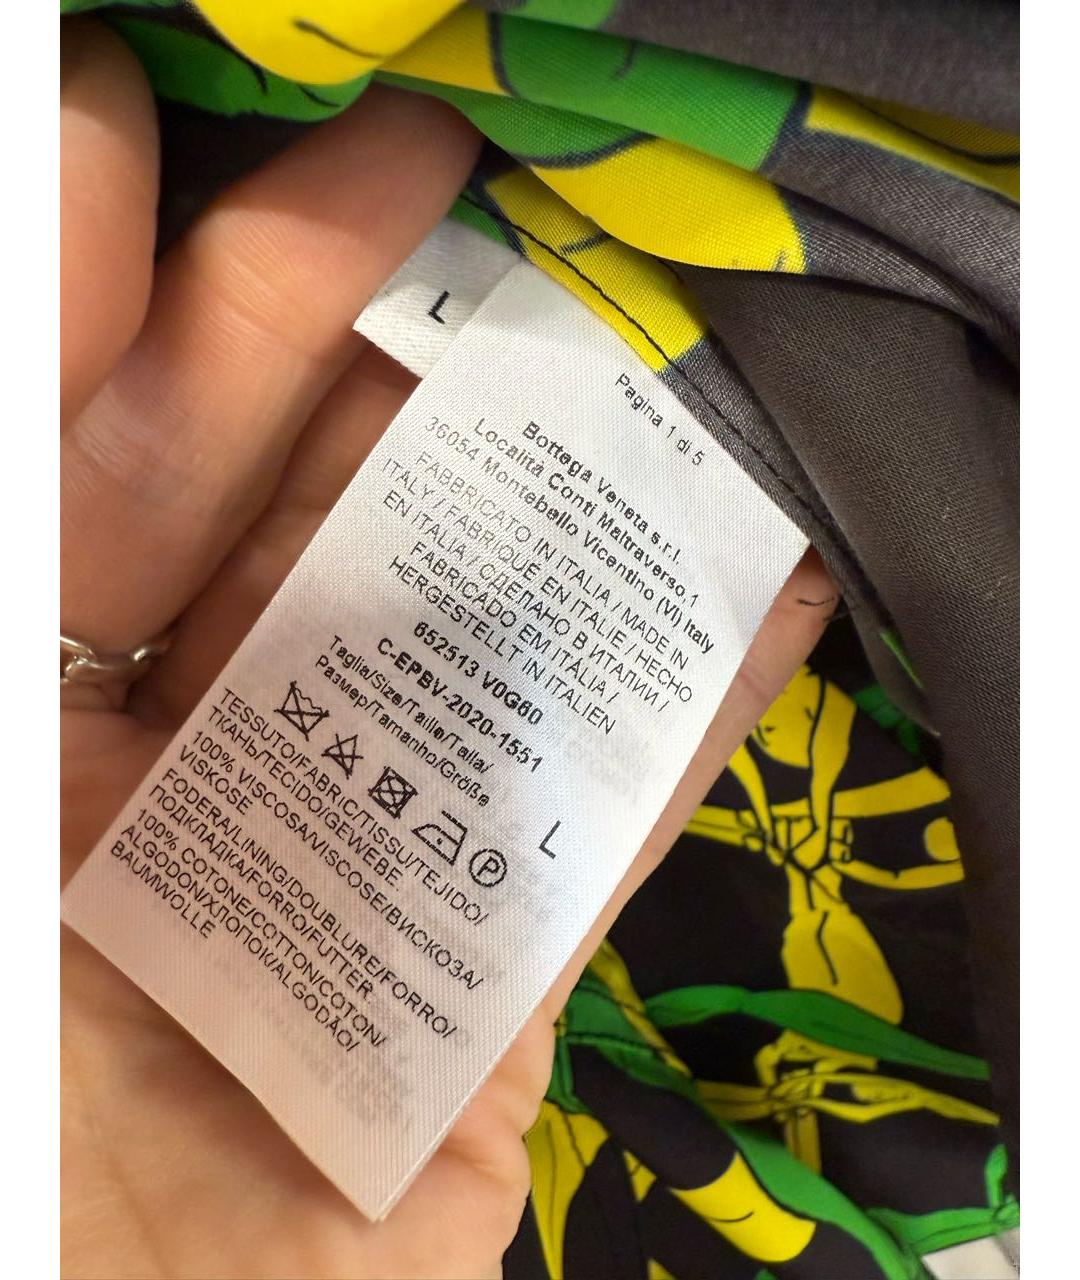 L
Pagina 1 di 5
Bottega Veneta s.r.l.
Località Conti Maltraverso,1
36054 Montebello Vicentino (VI) Italy
FABBRICATO IN ITALIA / MADE IN
ITALY / FABRIQUÉ EN ITALIE / HECHO
EN ITALIA / СДЕЛАНО В ИТАЛИИ /
FABRICADO EM ITÁLIA /
HERGESTELLT IN ITALIEN
652513 V0G60
C-EPBV-2020-1551
Taglia/Size/Taille/Talla/
Размер/Tamanho/Größe
L
P
TESSUTO/FABRIC/TISSU/TEJIDO/
ТКАНЬ/TECIDO/GEWEBE:
100% VISCOSA/VISCOSE/ВИСКОЗА/
VISKOSE
FODERA/LINING/DOUBLURE/FORRO/
ПОДКЛАДКА/FORRO/FUTTER:
100% COTONE/COTTON/COTON/
ALGODON/ХЛОПОК/ALGODÃO/
BAUMWOLLE